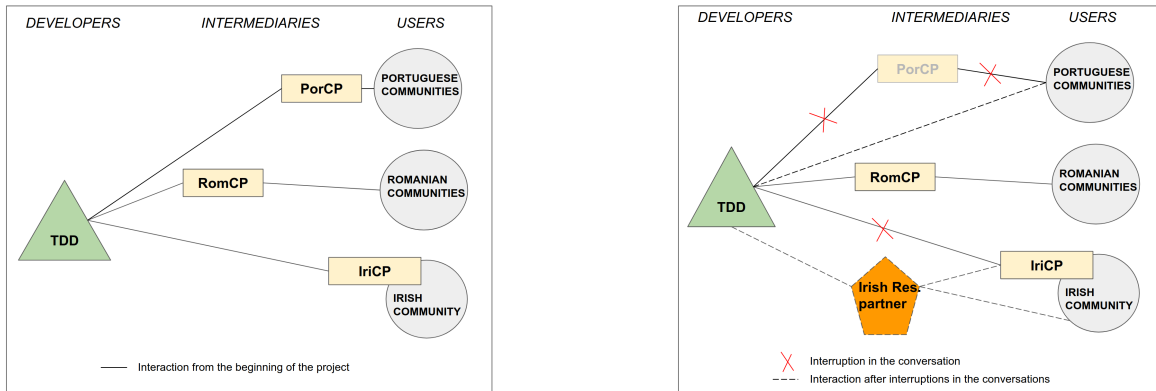 DEVELOPERS INTERMEDIARIES USERS
PorCP
PORTUGUESE
COMMUNITIES
RomCP
ROMANIAN
COMMUNITIES
TDD
IriCP
IRISH
COMMUNITY
Interaction from the beginning of the project
DEVELOPERS INTERMEDIARIES USERS
PorCP
PORTUGUESE
COMMUNITIES
RomCP
ROMANIAN
COMMUNITIES
TDD
IriCP
Irish Res.
partner
IRISH
COMMUNITY
Interruption in the conversation
Interaction after interruptions in the conversations